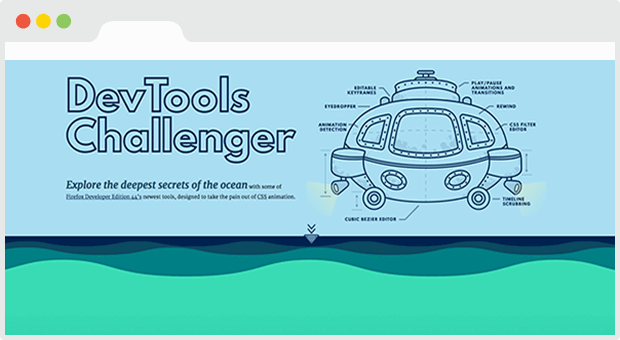 DevTools
Challenger
Explore the deepest secrets of the ocean with some of
Firefox Developer Edition 44's newest tools, designed to take the pain out of CSS animation.
EDITABLE
KEYFRAMES
PLAY/PAUSE
ANIMATIONS AND
TRANSITIONS
EYEDROPPER
REWIND
ANIMATION
DETECTION
CSS FILTER
EDITOR
TIMELINE
SCRUBBING
CUBIC BEZIER EDITOR